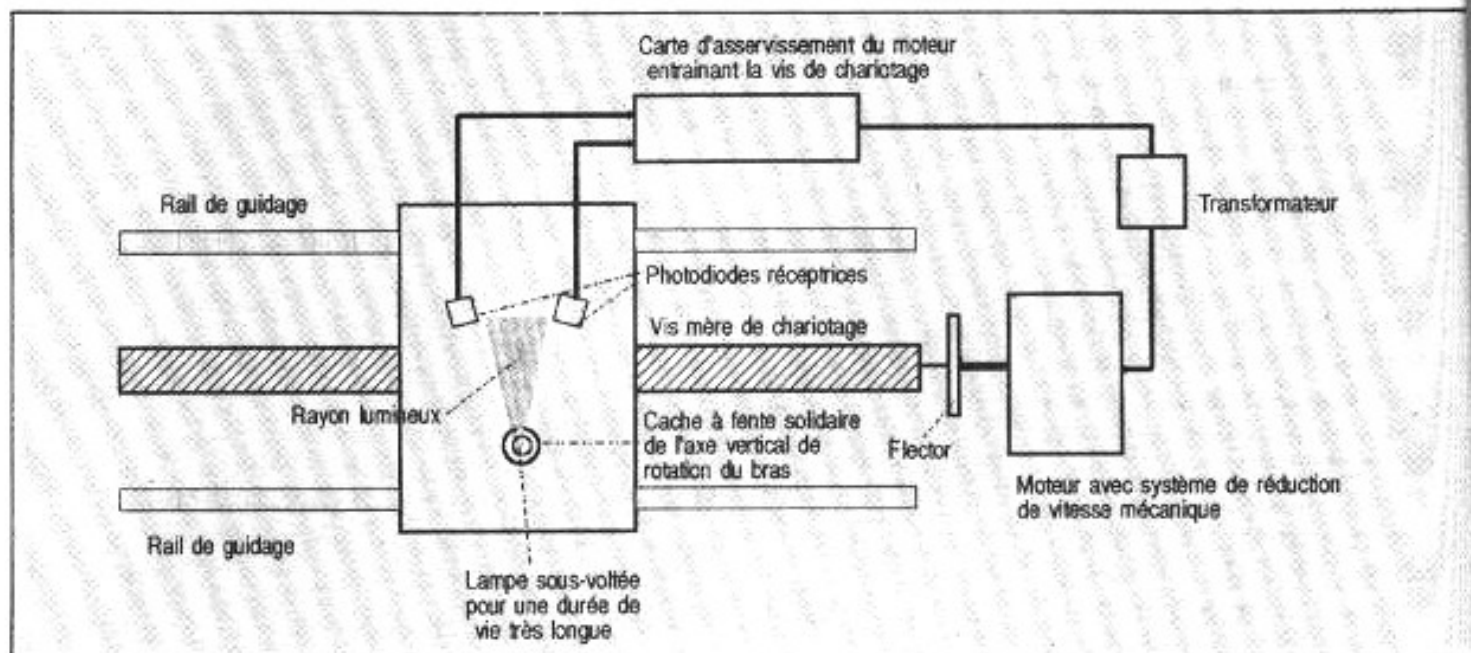 Carte d'asservissement du moteur
entrainant la vis de chariotage
Rail de guidage
Transformateur
Photodiodes réceptrices
Vis mère de chariotage
Rayon lumineux
Cache à fente solidaire
de l'axe vertical de
rotation du bras
Flector
Moteur avec système de réduction
de vitesse mécanique
Rail de guidage
Lampe sous-voltée
pour une durée de
vie très longue